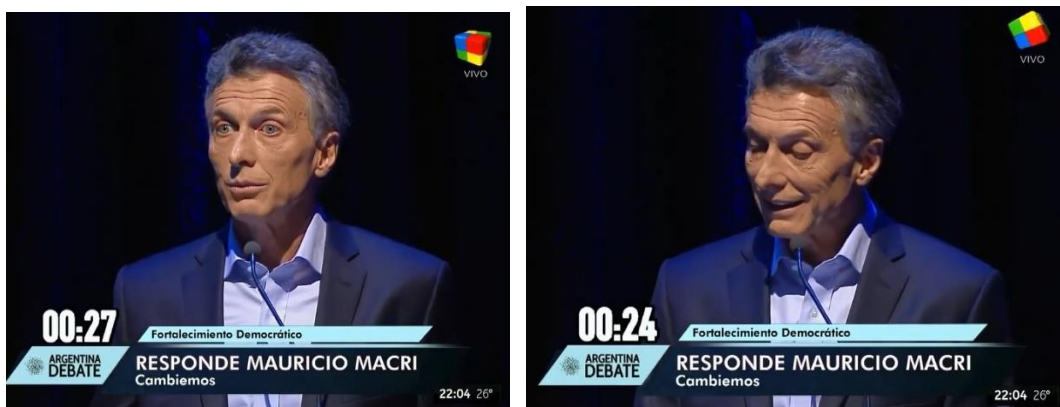 VIVO
00:27
Fortalecimiento Democrático
ARGENTINA
DEBATE
RESPONDE MAURICIO MACRI
Cambiemos
22:04 26°
VIVO
00:24
Fortalecimiento Democrático
ARGENTINA
DEBATE
RESPONDE MAURICIO MACRI
Cambiemos
22:04 26°